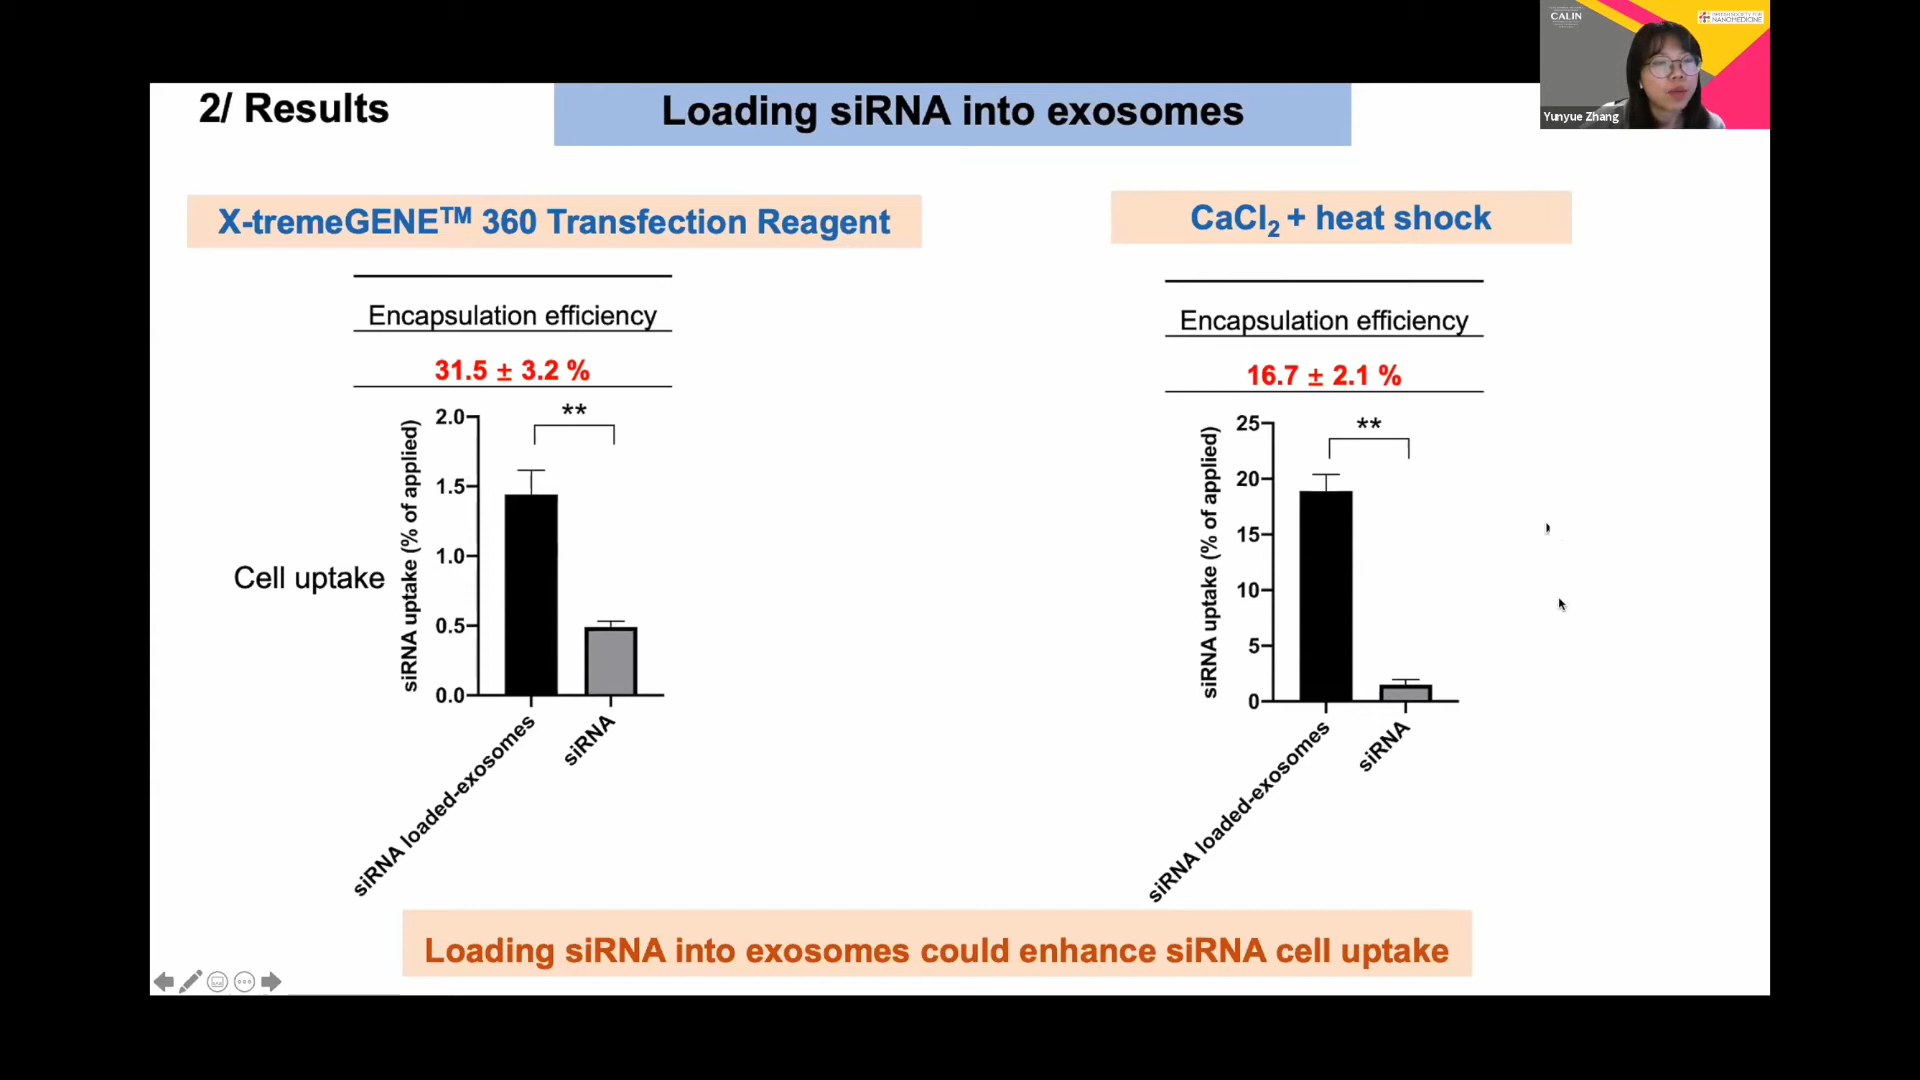 CALIN
NANOMEDICINE
Yunyue Zhang
2/ Results
Loading siRNA into exosomes
X-tremeGENE™ 360 Transfection Reagent
CaCl₂ + heat shock
Encapsulation efficiency
31.5 ± 3.2 %
Encapsulation efficiency
16.7 ± 2.1 %
Cell uptake
siRNA uptake (% of applied)
2.0
1.5
1.0
0.5
0.0
**
siRNA loaded-exosomes
siRNA
siRNA uptake (% of applied)
25
20
15
10
5
0
**
siRNA loaded-exosomes
siRNA
Loading siRNA into exosomes could enhance siRNA cell uptake